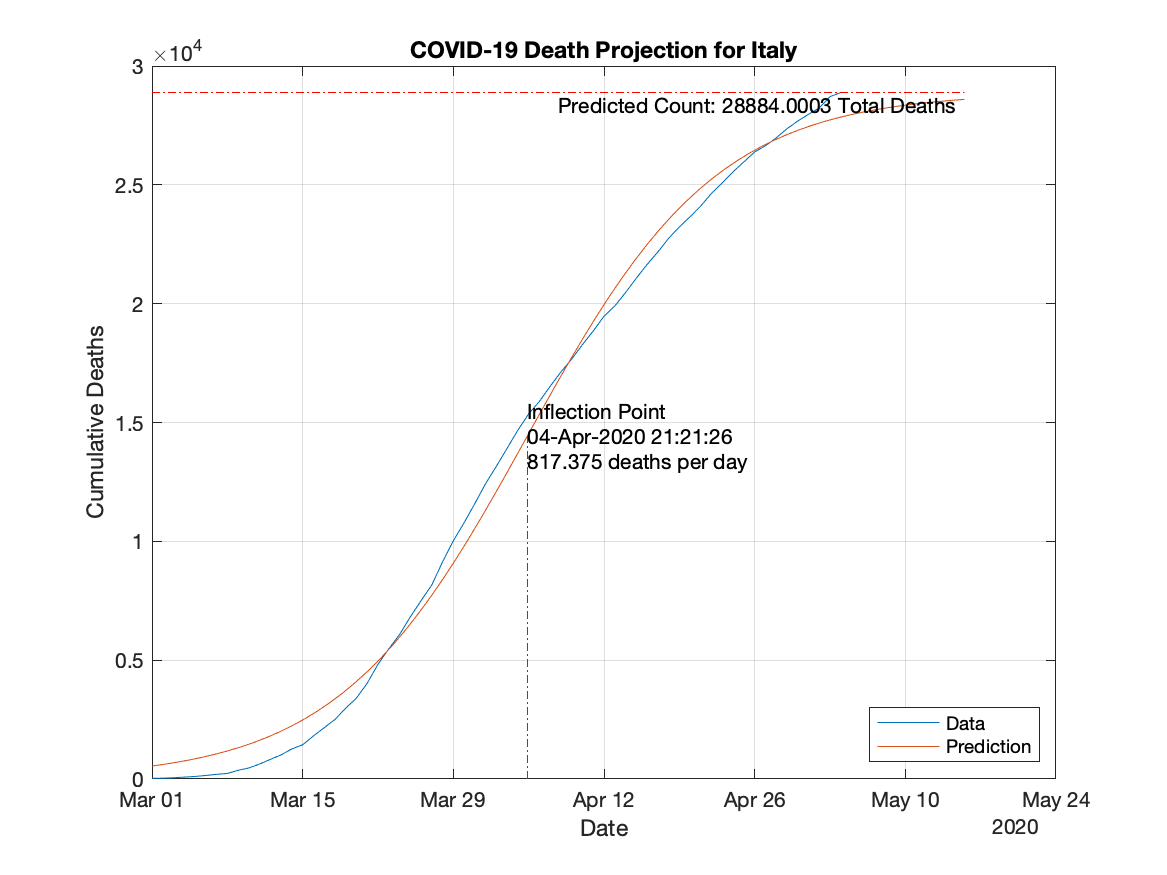 COVID-19 Death Projection for Italy
×10⁴
3
Predicted Count: 28884.0003 Total Deaths
2.5
2
Inflection Point
1.5
04-Apr-2020 21:21:26
817.375 deaths per day
Cumulative Deaths
1
0.5
Data
Prediction
0
Mar 01 Mar 15 Mar 29 Apr 12 Apr 26 May 10 May 24
Date
2020